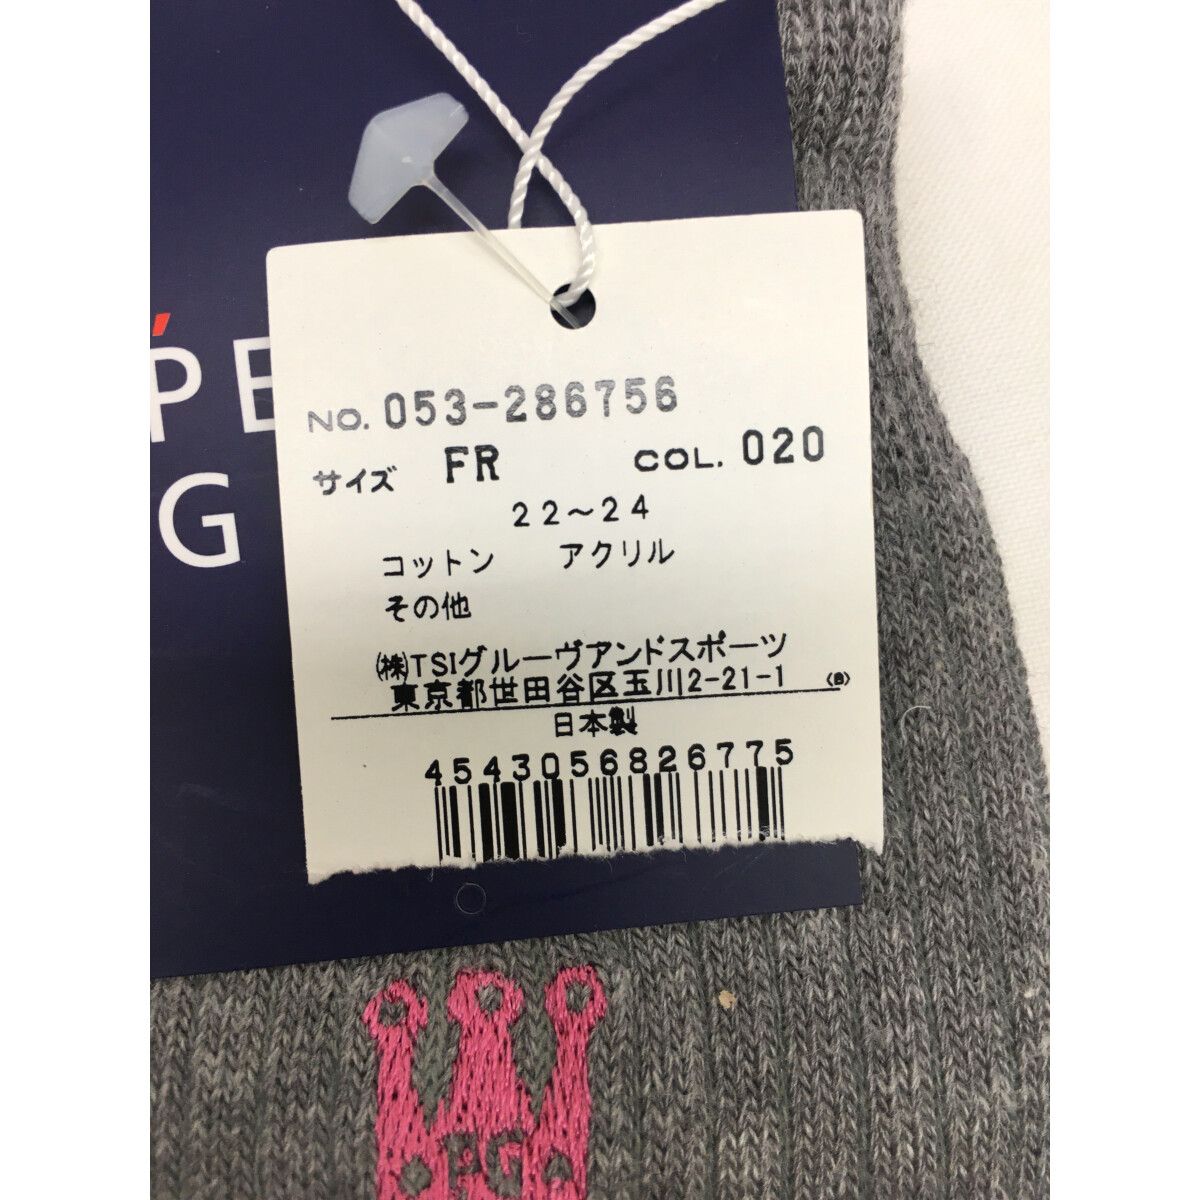 PE
G
NO. 053-286756
サイズ FR COL. 020
22~24
コットン アクリル
その他
(株)TSIグルーヴアンドスポーツ
東京都世田谷区玉川2-21-1 (B)
日本製
4543056826775
PG